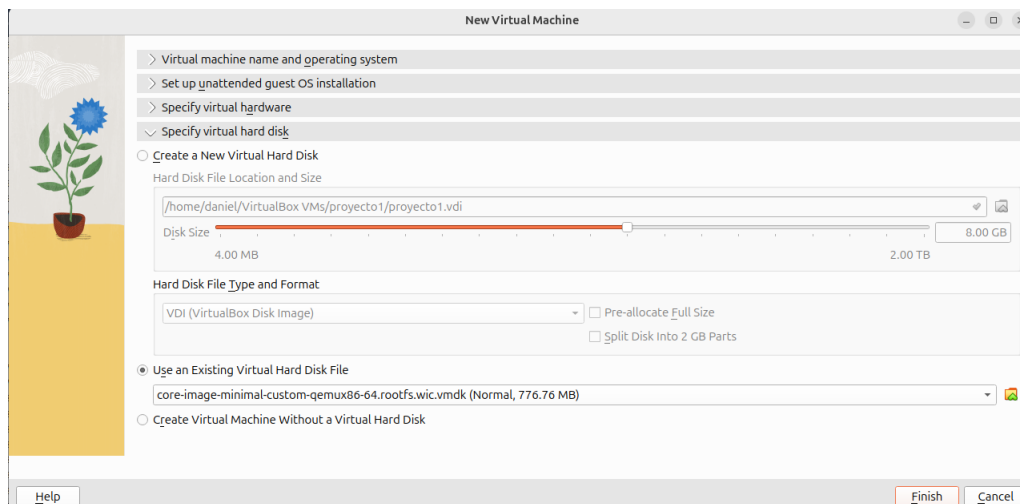 New Virtual Machine
Virtual machine name and operating system
Set up unattended guest OS installation
Specify virtual hardware
Specify virtual hard disk
Create a New Virtual Hard Disk
Hard Disk File Location and Size
/home/daniel/VirtualBox VMs/proyecto1/proyecto1.vdi
Disk Size 8.00 GB
4.00 MB 2.00 TB
Hard Disk File Type and Format
VDI (VirtualBox Disk Image) Pre-allocate Full Size
Split Disk Into 2 GB Parts
Use an Existing Virtual Hard Disk File
core-image-minimal-custom-qemux86-64.rootfs.wic.vmdk (Normal, 776.76 MB)
Create Virtual Machine Without a Virtual Hard Disk
Help Finish Cancel